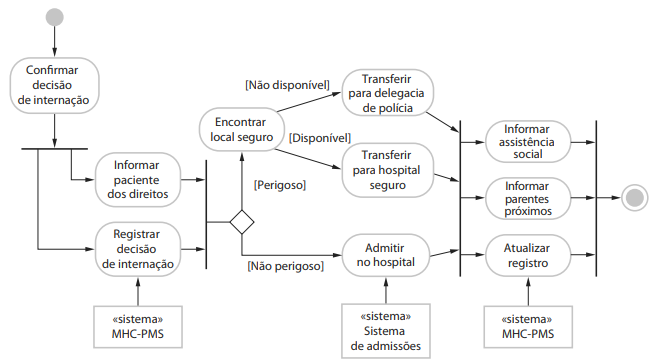 Confirmar
decisão
de internação
Informar
paciente
dos direitos
Registrar
decisão
de internação
«sistema»
MHC-PMS
Encontrar
local seguro
[Não disponível]
[Disponível]
[Perigoso]
[Não perigoso]
Transferir
para delegacia
de polícia
Transferir
para hospital
seguro
Admitir
no hospital
«sistema»
Sistema
de admissões
Informar
assistência
social
Informar
parentes
próximos
Atualizar
registro
«sistema»
MHC-PMS